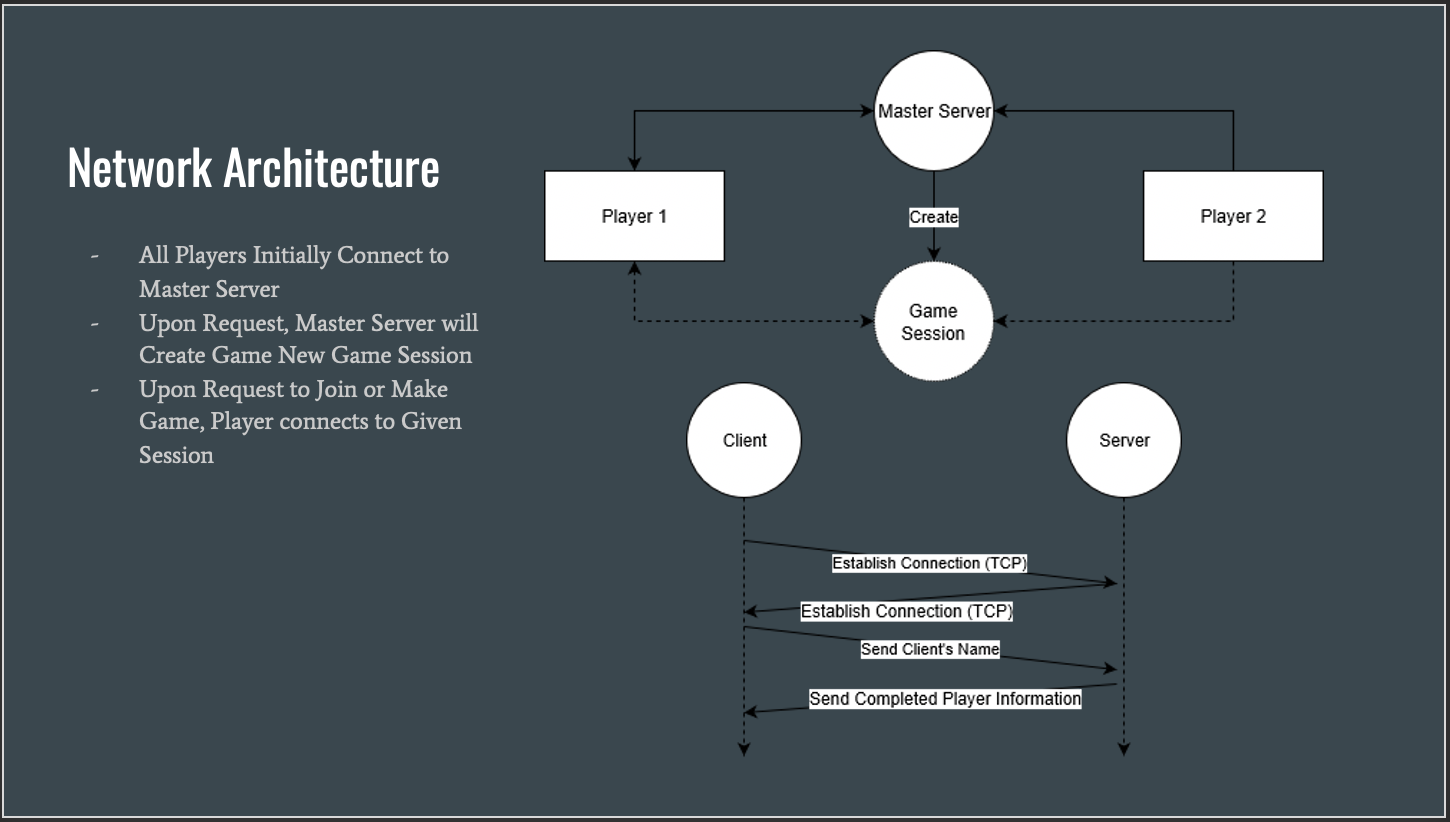 Network Architecture
- All Players Initially Connect to
Master Server
- Upon Request, Master Server will
Create Game New Game Session
- Upon Request to Join or Make
Game, Player connects to Given
Session
Master Server
Player 1
Create
Player 2
Game
Session
Client
Server
Establish Connection (TCP)
Establish Connection (TCP)
Send Client's Name
Send Completed Player Information